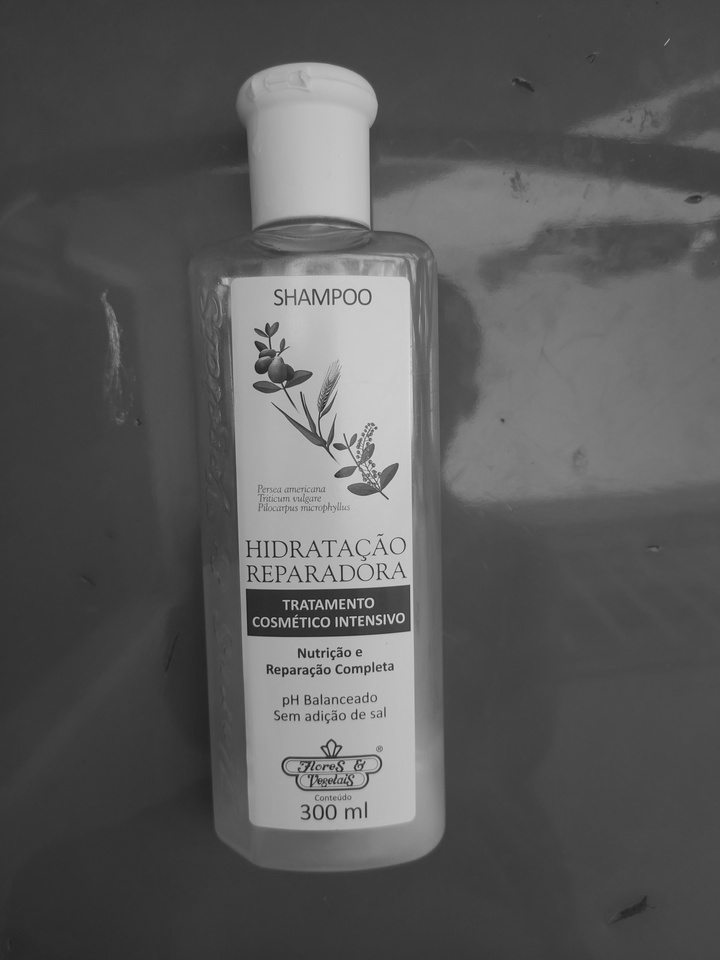 SHAMPOO
Persea americana
Triticum vulgare
Pilocarpus microphyllus
HIDRATAÇÃO
REPARADORA
TRATAMENTO
COSMÉTICO INTENSIVO
Nutrição e
Reparação Completa
pH Balanceado
Sem adição de sal
Flores &
Vegetais
®
Conteúdo
300 ml